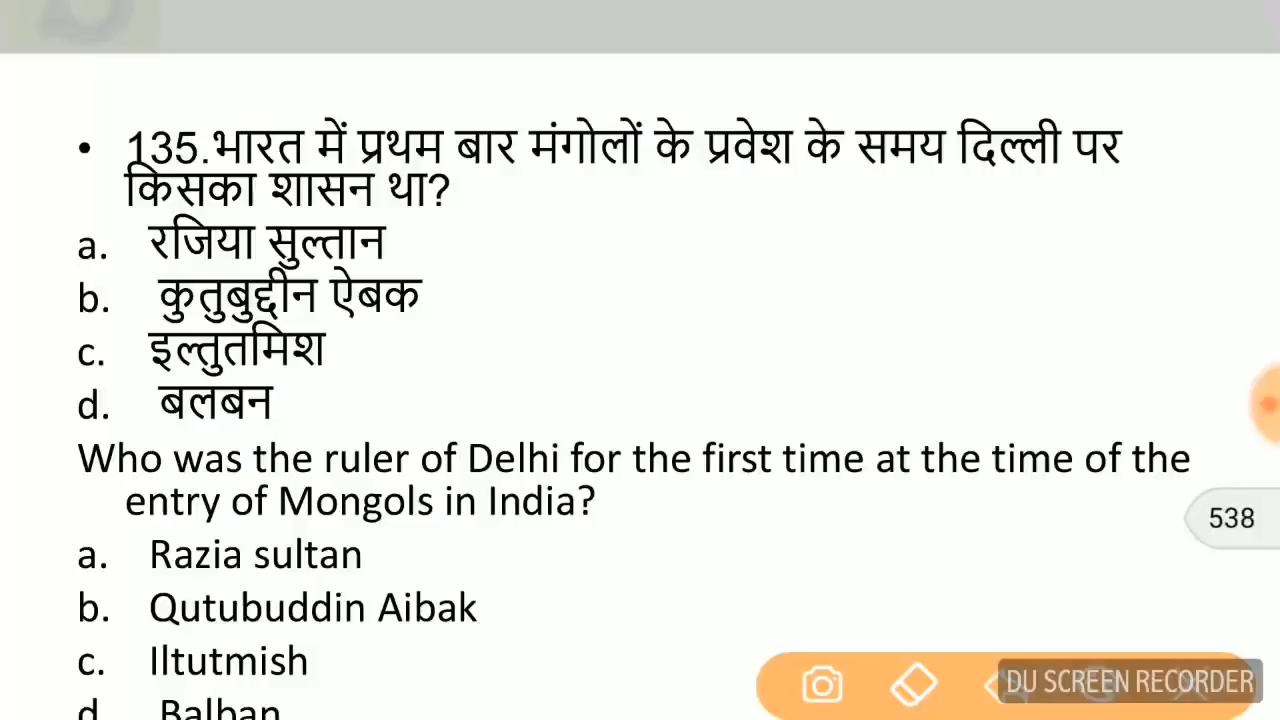 • 135.भारत में प्रथम बार मंगोलों के प्रवेश के समय दिल्ली पर
किसका शासन था?
a. रजिया सुल्तान
b. कुतुबुद्दीन ऐबक
c. इल्तुतमिश
d. बलबन
Who was the ruler of Delhi for the first time at the time of the
entry of Mongols in India?
538
a. Razia sultan
b. Qutubuddin Aibak
c. Iltutmish
DU SCREEN RECORDER
d. Balban